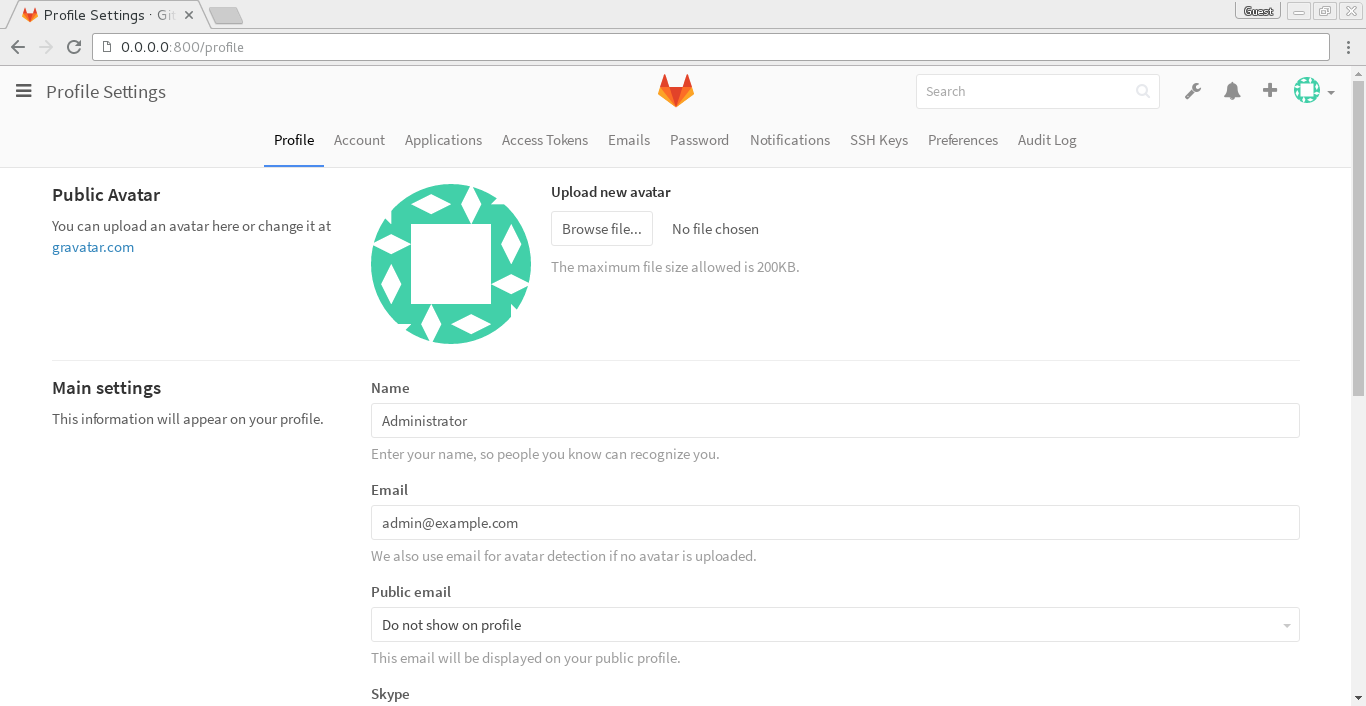 Profile Settings · Git
Guest
0.0.0.0:800/profile
Profile Settings
Search
Profile Account Applications Access Tokens Emails Password Notifications SSH Keys Preferences Audit Log
Public Avatar
You can upload an avatar here or change it at
gravatar.com
Upload new avatar
Browse file... No file chosen
The maximum file size allowed is 200KB.
Main settings
This information will appear on your profile.
Name
Administrator
Enter your name, so people you know can recognize you.
Email
admin@example.com
We also use email for avatar detection if no avatar is uploaded.
Public email
Do not show on profile
This email will be displayed on your public profile.
Skype